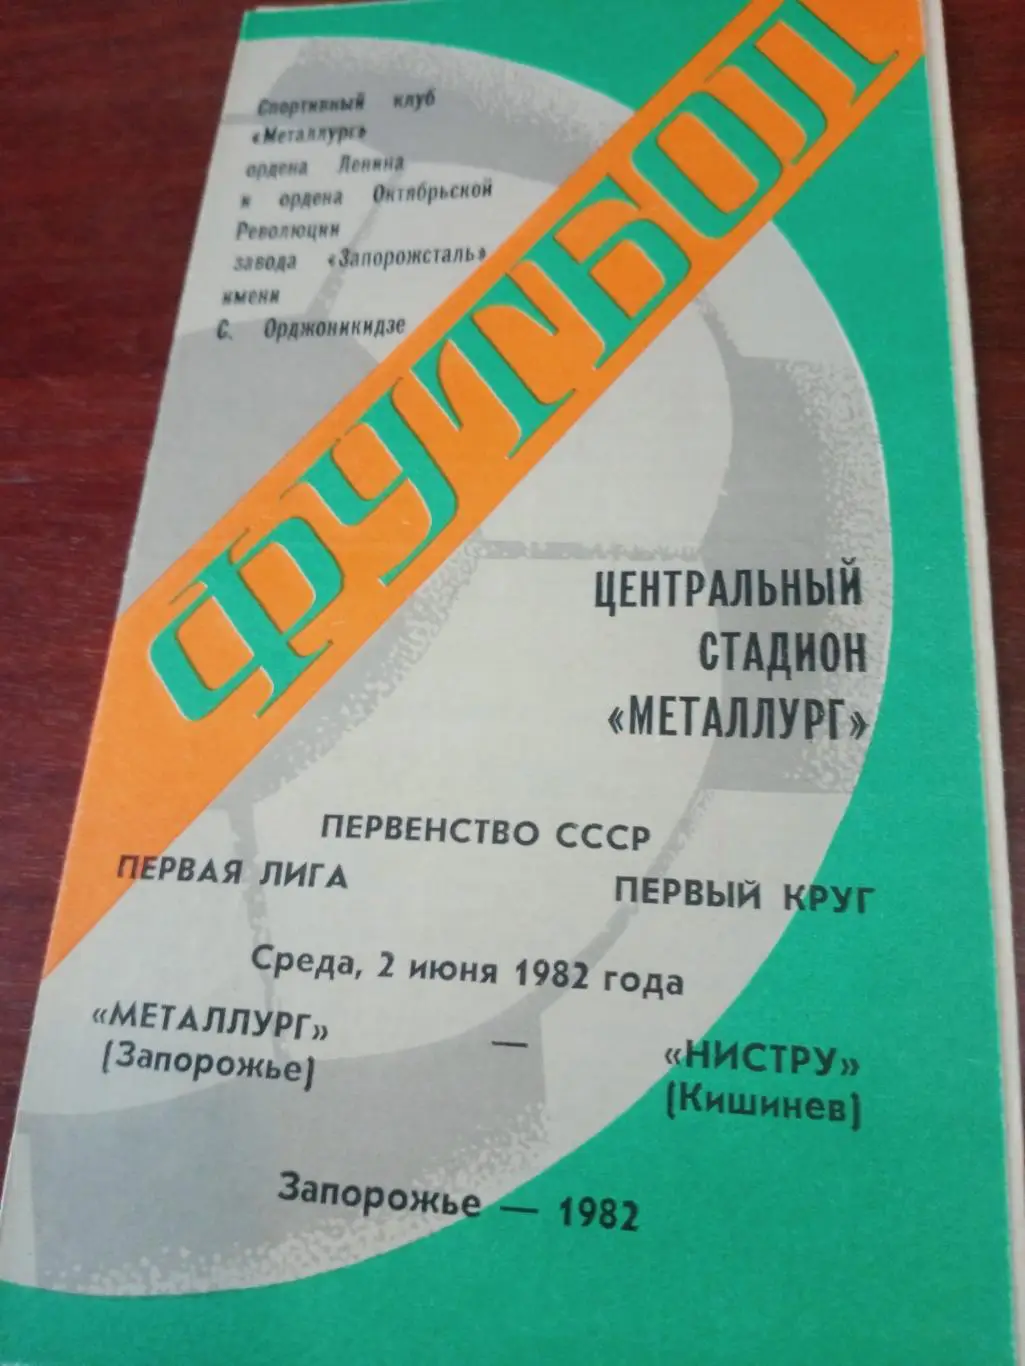 Спортивный клуб
«Металлург»
ордена Ленина
и ордена Октябрьской
Революции
завода «Запорожсталь»
имени
С. Орджоникидзе
ФУТБОЛ
ЦЕНТРАЛЬНЫЙ
СТАДИОН
«МЕТАЛЛУРГ»
ПЕРВЕНСТВО СССР
ПЕРВАЯ ЛИГА ПЕРВЫЙ КРУГ
Среда, 2 июня 1982 года
«МЕТАЛЛУРГ» — «НИСТРУ»
(Запорожье) (Кишинев)
Запорожье — 1982